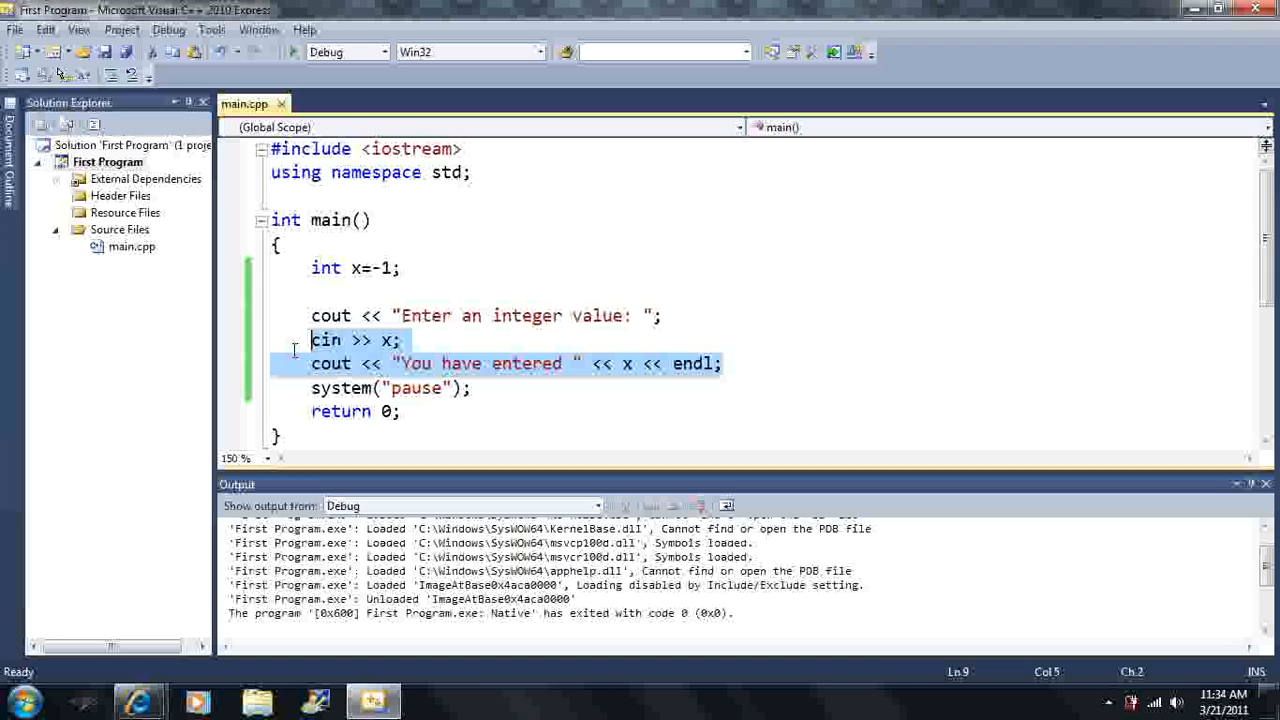 First Program - Microsoft Visual C++ 2010 Express
File Edit View Project Debug Tools Window Help
Debug Win32
Solution Explorer
main.cpp
Document Outline
(Global Scope) main()
Solution 'First Program' (1 proje
First Program
External Dependencies
Header Files
Resource Files
Source Files
main.cpp
#include <iostream>
using namespace std;
int main()
{
int x=-1;
cout << "Enter an integer value: ";
cin >> x;
cout << "You have entered " << x << endl;
system("pause");
return 0;
}
150 %
Output
Show output from: Debug
'First Program.exe': Loaded 'C:\Windows\SysWOW64\KernelBase.dll', Cannot find or open the PDB file
'First Program.exe': Loaded 'C:\Windows\SysWOW64\msvcp100d.dll', Symbols loaded.
'First Program.exe': Loaded 'C:\Windows\SysWOW64\msvcr100d.dll', Symbols loaded.
'First Program.exe': Loaded 'C:\Windows\SysWOW64\apphelp.dll', Cannot find or open the PDB file
'First Program.exe': Loaded 'ImageAtBase0x4aca0000', Loading disabled by Include/Exclude setting.
'First Program.exe': Unloaded 'ImageAtBase0x4aca0000'
The program '[0x600] First Program.exe: Native' has exited with code 0 (0x0).
Ready Ln 9 Col 5 Ch 2 INS
11:34 AM
3/21/2011